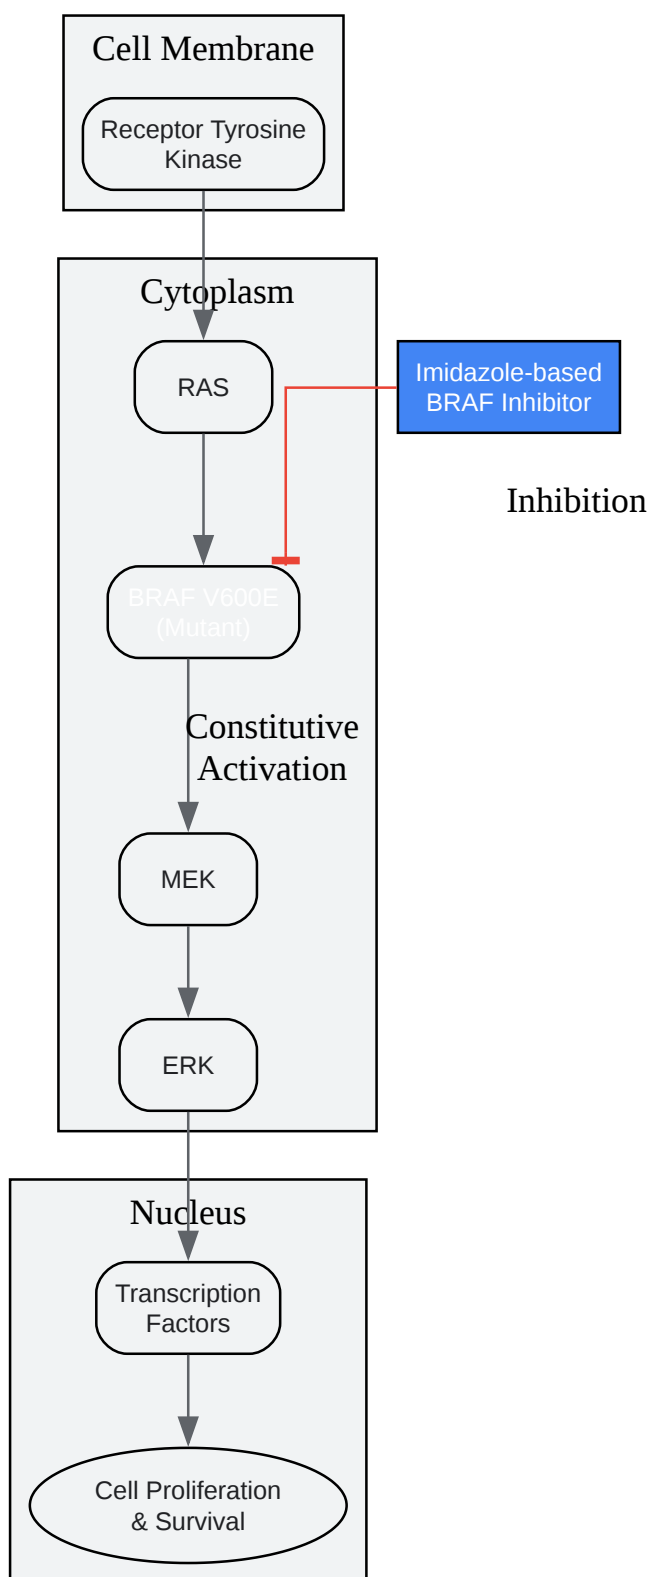 Cell Membrane
Receptor Tyrosine
Kinase
Cytoplasm
RAS
Imidazole-based
BRAF Inhibitor
Inhibition
BRAF V600E
(Mutant)
Constitutive
Activation
MEK
ERK
Nucleus
Transcription
Factors
Cell Proliferation
& Survival